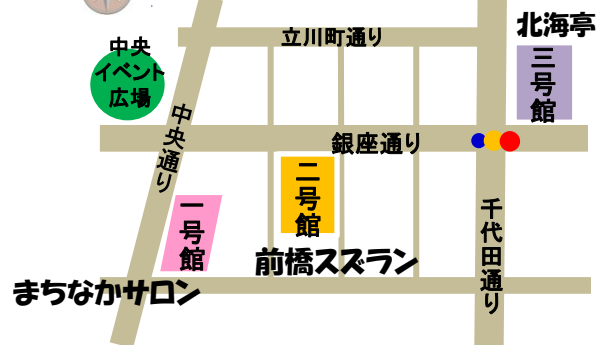 北海亭
立川町通り
中央
イベント
広場
三号館
中央通り
銀座通り
二号館
一号館
千代田通り
前橋スズラン
まちなかサロン